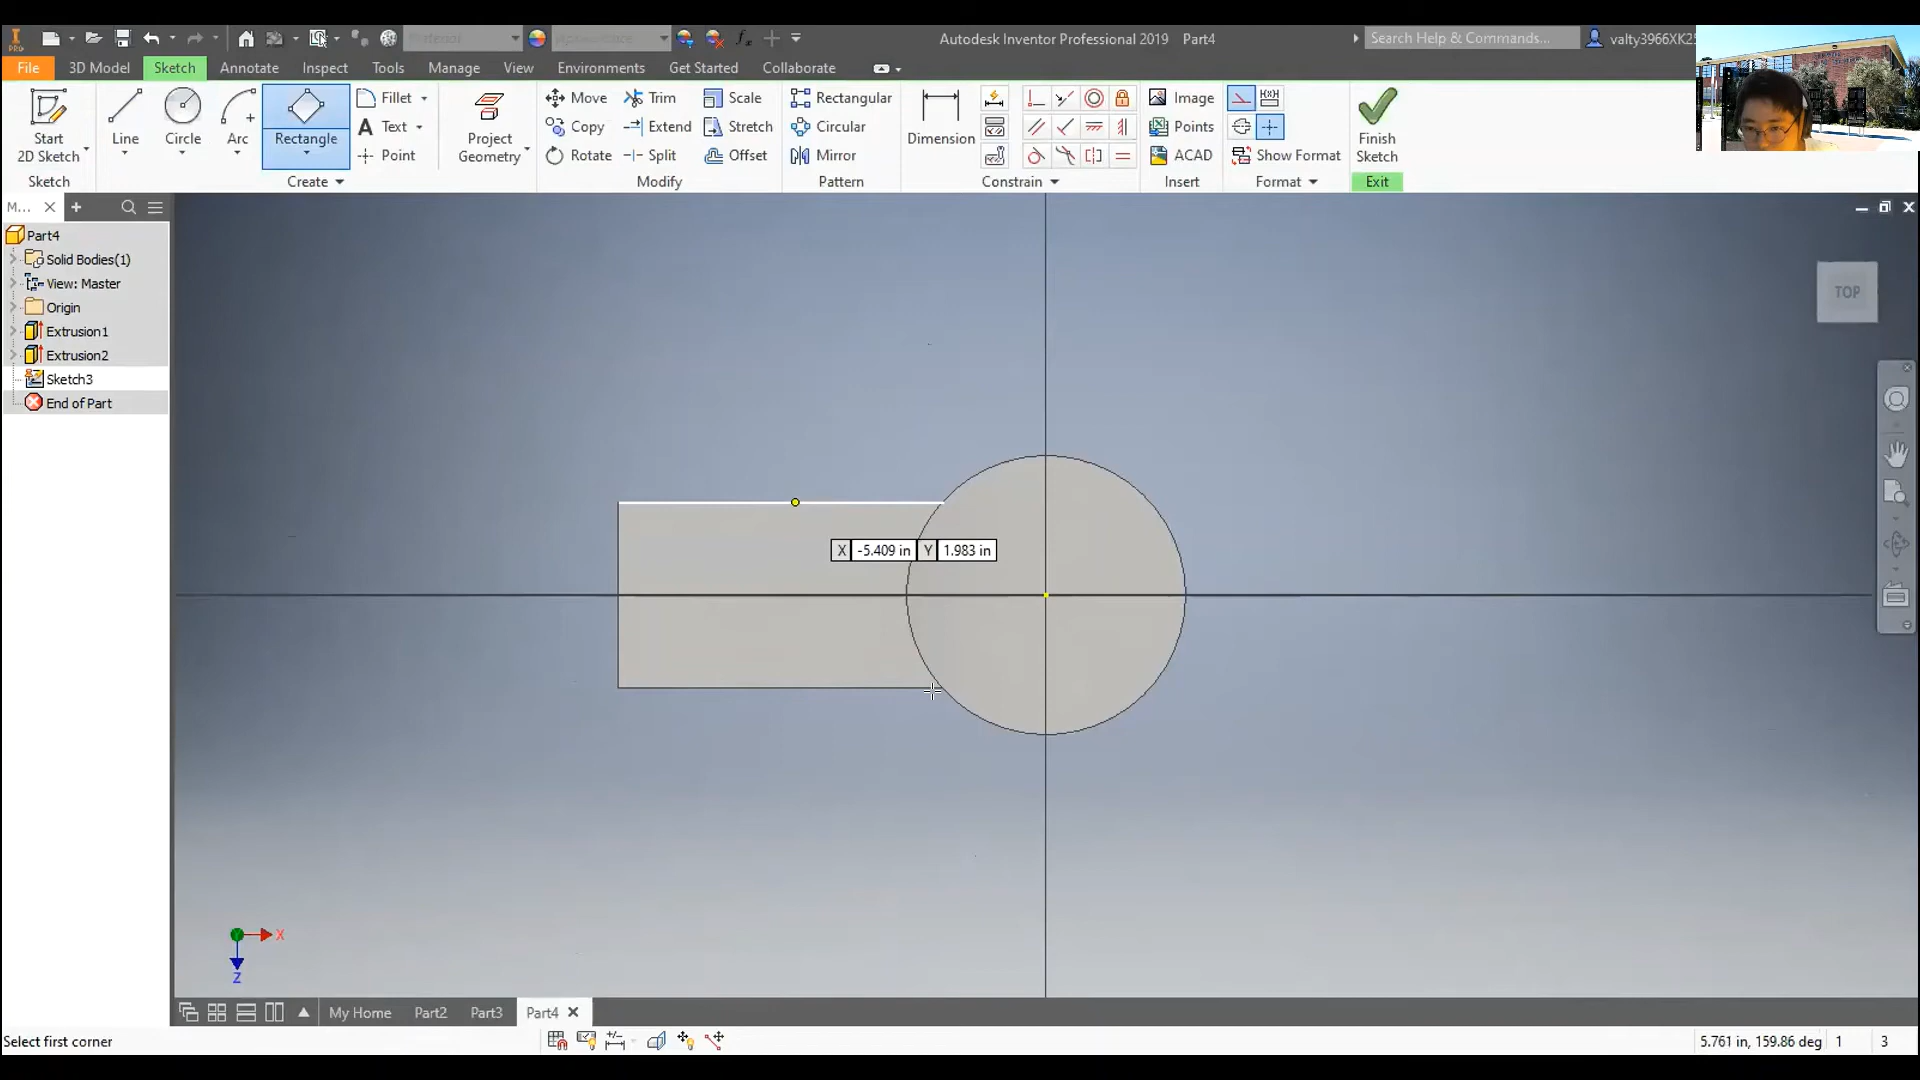 Autodesk Inventor Professional 2019 Part4
Search Help & Commands...
File 3D Model Sketch Annotate Inspect Tools Manage View Environments Get Started Collaborate
Start 2D Sketch
Sketch
Line
Circle
Arc
Rectangle
Fillet
Text
Point
Create
Project Geometry
Move Trim Scale
Copy Extend Stretch
Rotate Split Offset
Modify
Rectangular
Circular
Mirror
Pattern
Dimension
Constrain
Image
Points
ACAD
Insert
Show Format
Format
Finish Sketch
Exit
M...
Part4
Solid Bodies(1)
View: Master
Origin
Extrusion1
Extrusion2
Sketch3
End of Part
TOP
X -5.409 in Y 1.983 in
X
Z
My Home Part2 Part3 Part4
Select first corner
5.761 in, 159.86 deg 1 3